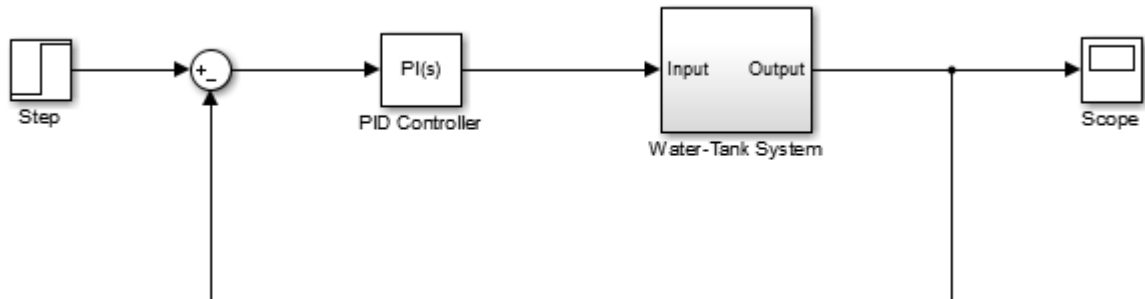 +
−
PI(s)
Input
Output
Step
PID Controller
Water-Tank System
Scope